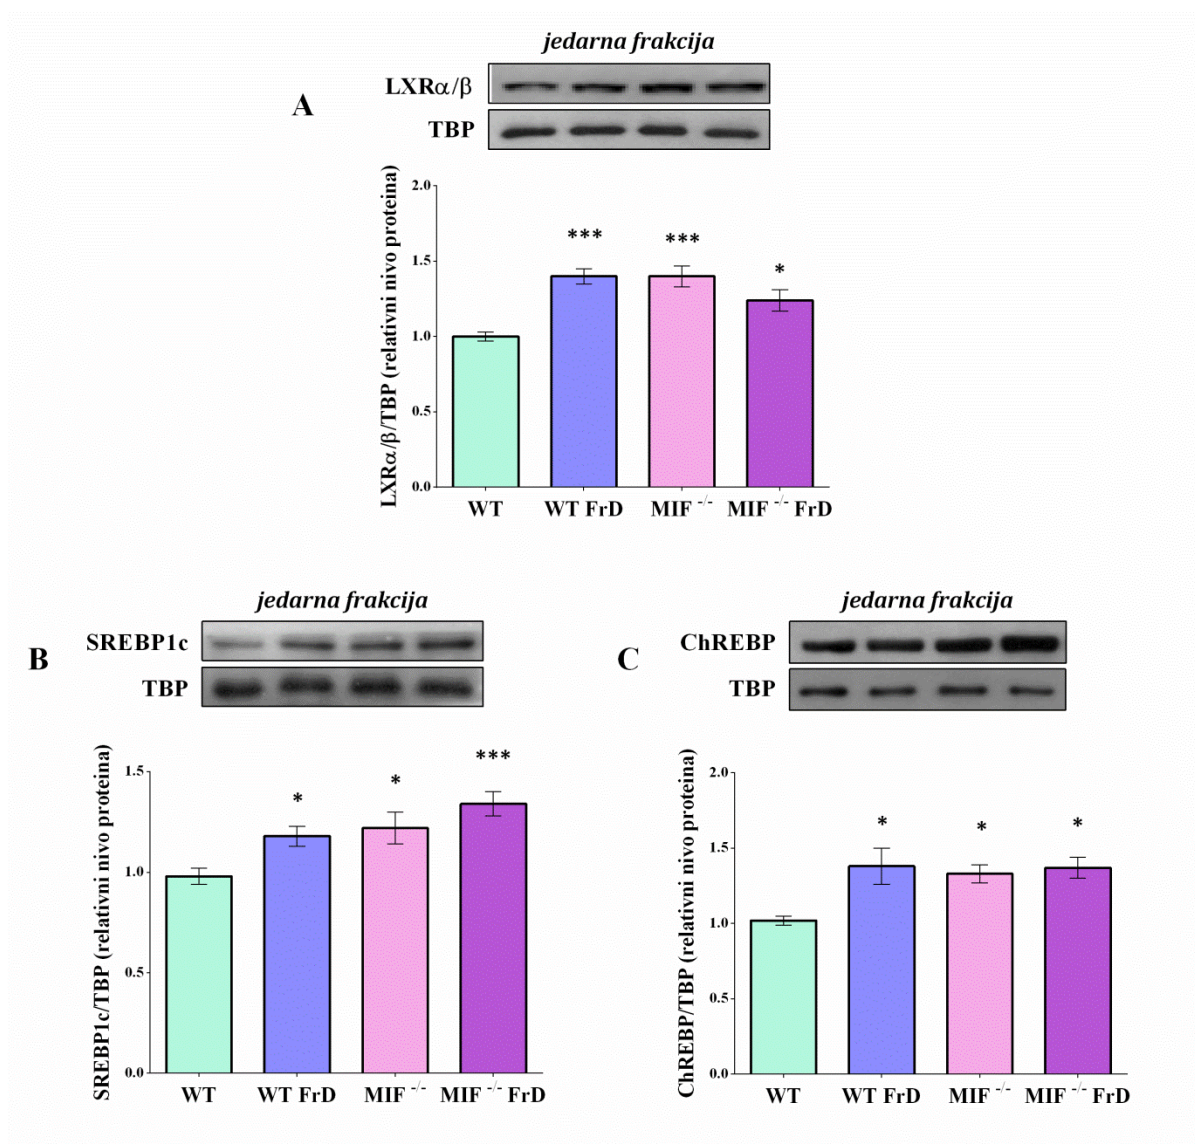 jedarna frakcija
A
LXRα/β
TBP
LXRα/β/TBP (relativni nivo proteina)
2.0
1.5
1.0
0.5
0.0
***
***
*
WT
WT FrD
MIF -/-
MIF -/- FrD
jedarna frakcija
B
SREBP1c
TBP
SREBP1c/TBP (relativni nivo proteina)
1.5
1.0
0.5
0.0
*
*
***
WT
WT FrD
MIF -/-
MIF -/- FrD
jedarna frakcija
C
ChREBP
TBP
ChREBP/TBP (relativni nivo proteina)
2.0
1.5
1.0
0.5
0.0
*
*
*
WT
WT FrD
MIF -/-
MIF -/- FrD